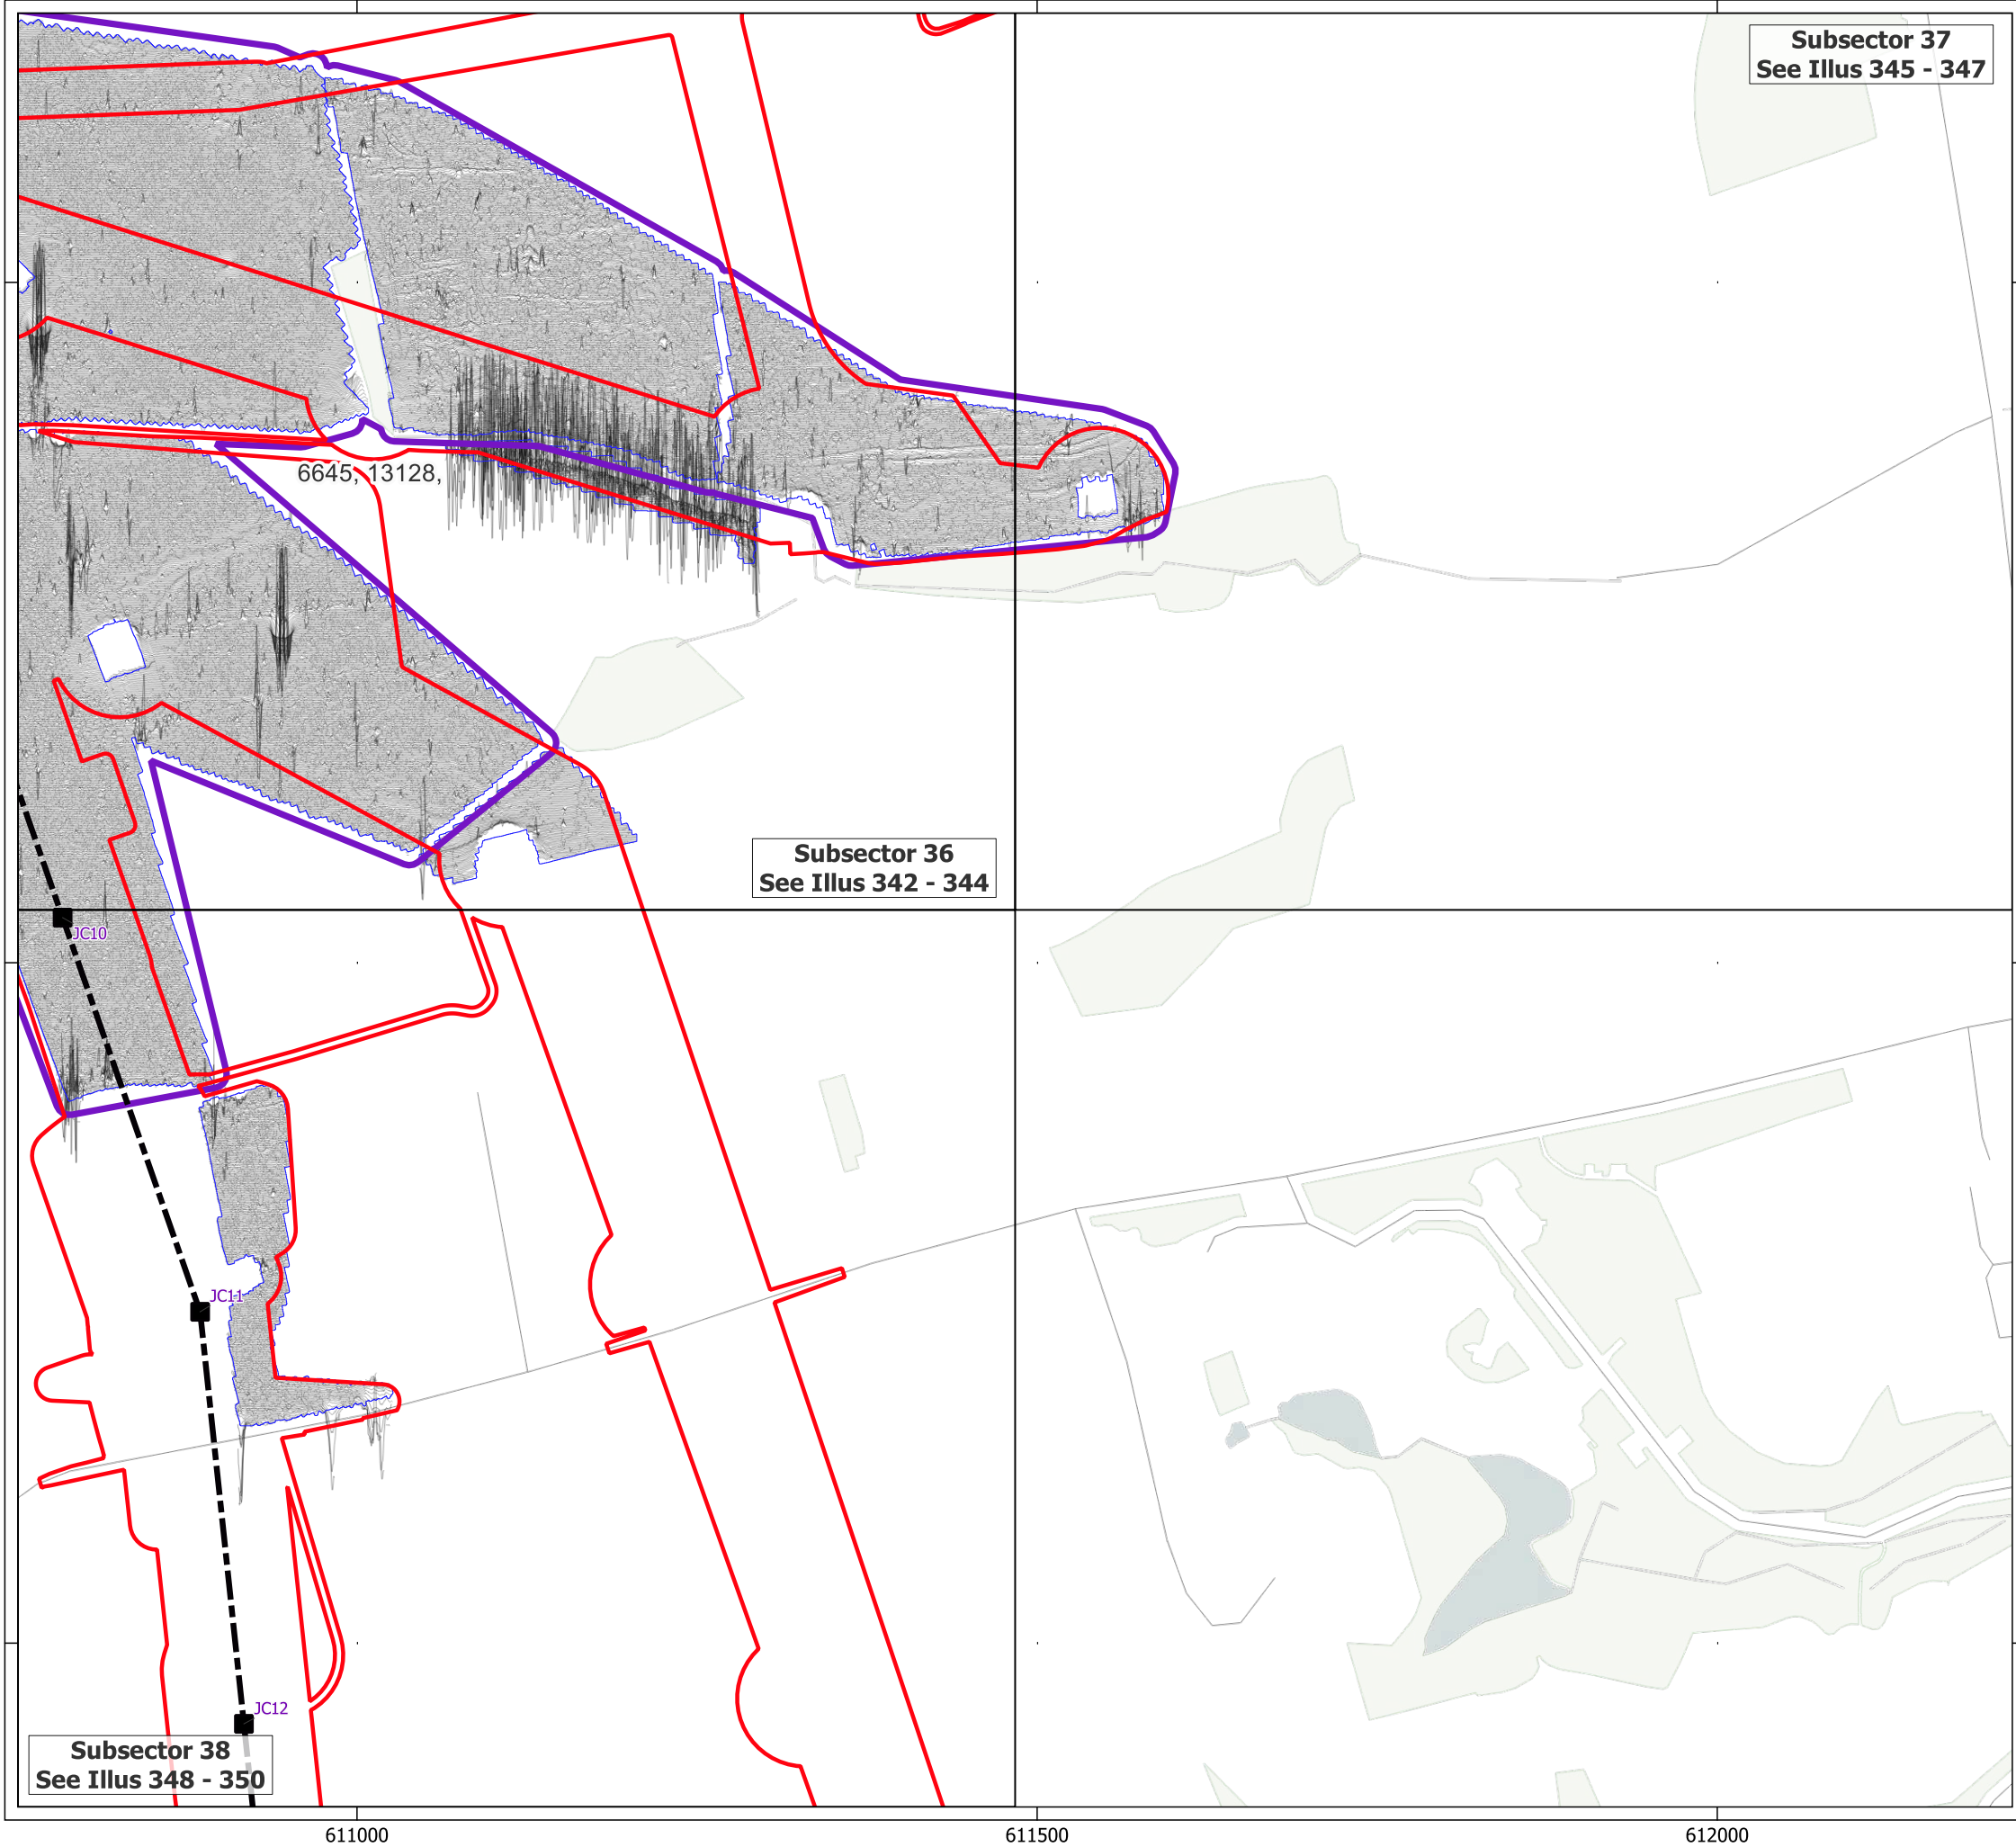 Subsector 37
See Illus 345 - 347
6645, 13128,
Subsector 36
See Illus 342 - 344
JC10
JC11
JC12
Subsector 38
See Illus 348 - 350
611000
611500
612000